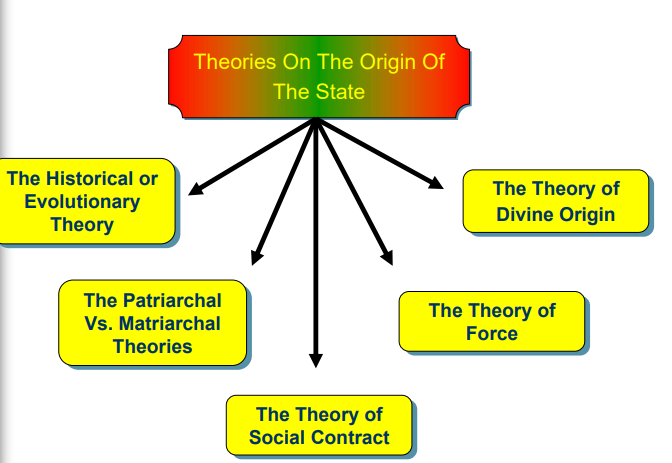 Theories On The Origin Of
The State
The Historical or
Evolutionary
Theory
The Theory of
Divine Origin
The Patriarchal
Vs. Matriarchal
Theories
The Theory of
Force
The Theory of
Social Contract